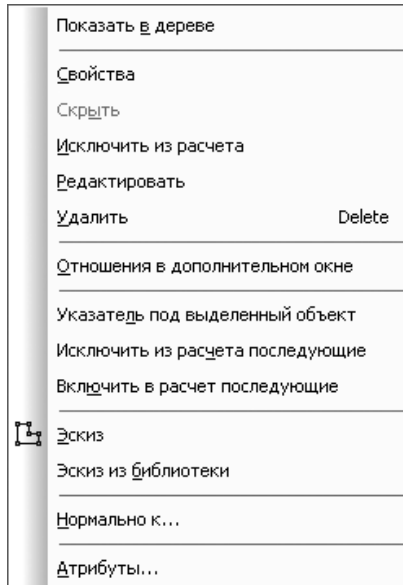 Показать в дереве
Свойства
Скрыть
Исключить из расчета
Редактировать
Удалить Delete
Отношения в дополнительном окне
Указатель под выделенный объект
Исключить из расчета последующие
Включить в расчет последующие
Эскиз
Эскиз из библиотеки
Нормально к...
Атрибуты...